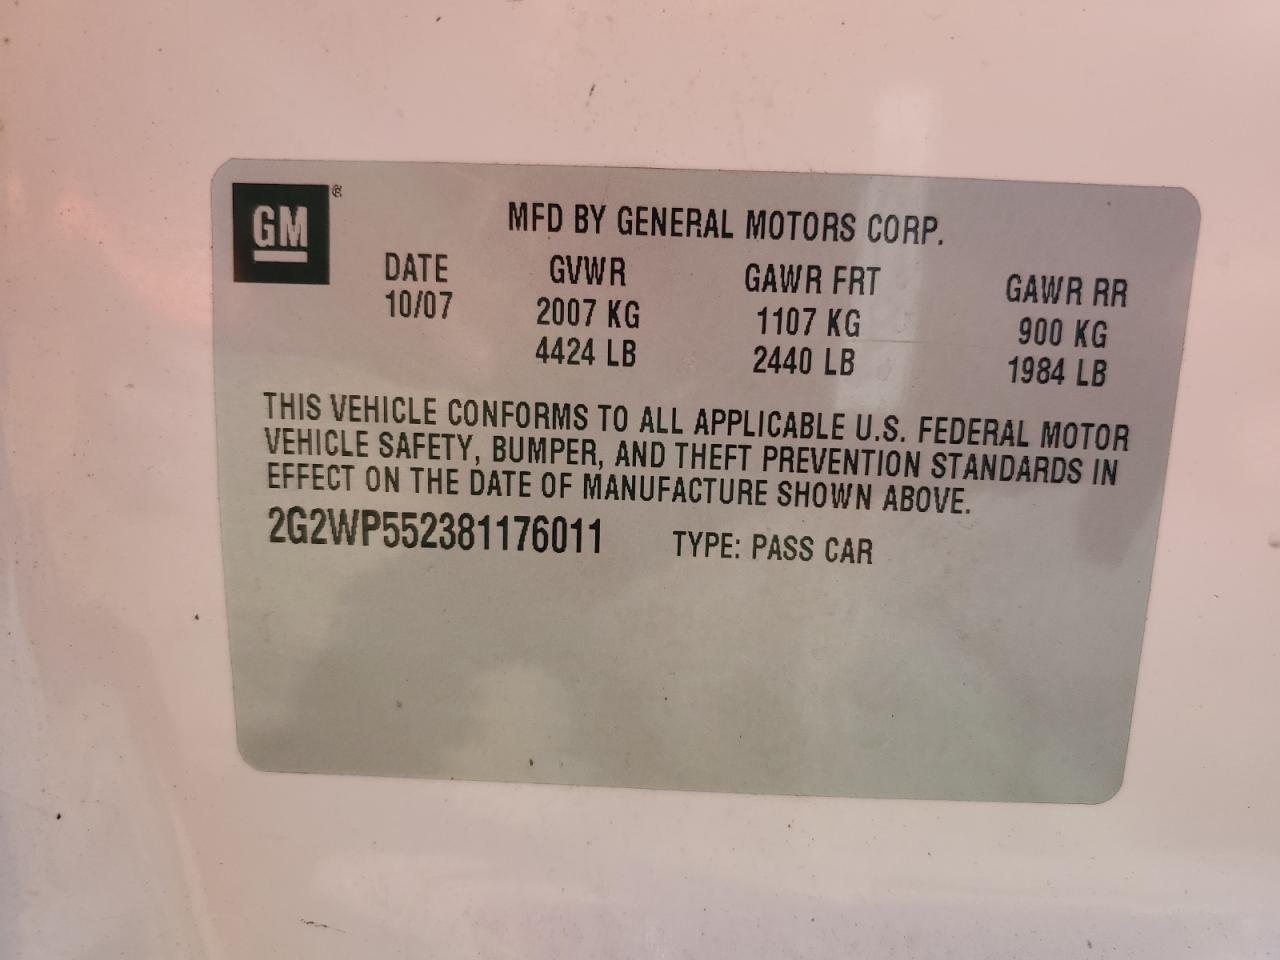 GM®
MFD BY GENERAL MOTORS CORP.
DATE GVWR GAWR FRT GAWR RR
10/07 2007 KG 1107 KG 900 KG
4424 LB 2440 LB 1984 LB
THIS VEHICLE CONFORMS TO ALL APPLICABLE U.S. FEDERAL MOTOR
VEHICLE SAFETY, BUMPER, AND THEFT PREVENTION STANDARDS IN
EFFECT ON THE DATE OF MANUFACTURE SHOWN ABOVE.
2G2WP552381176011 TYPE: PASS CAR